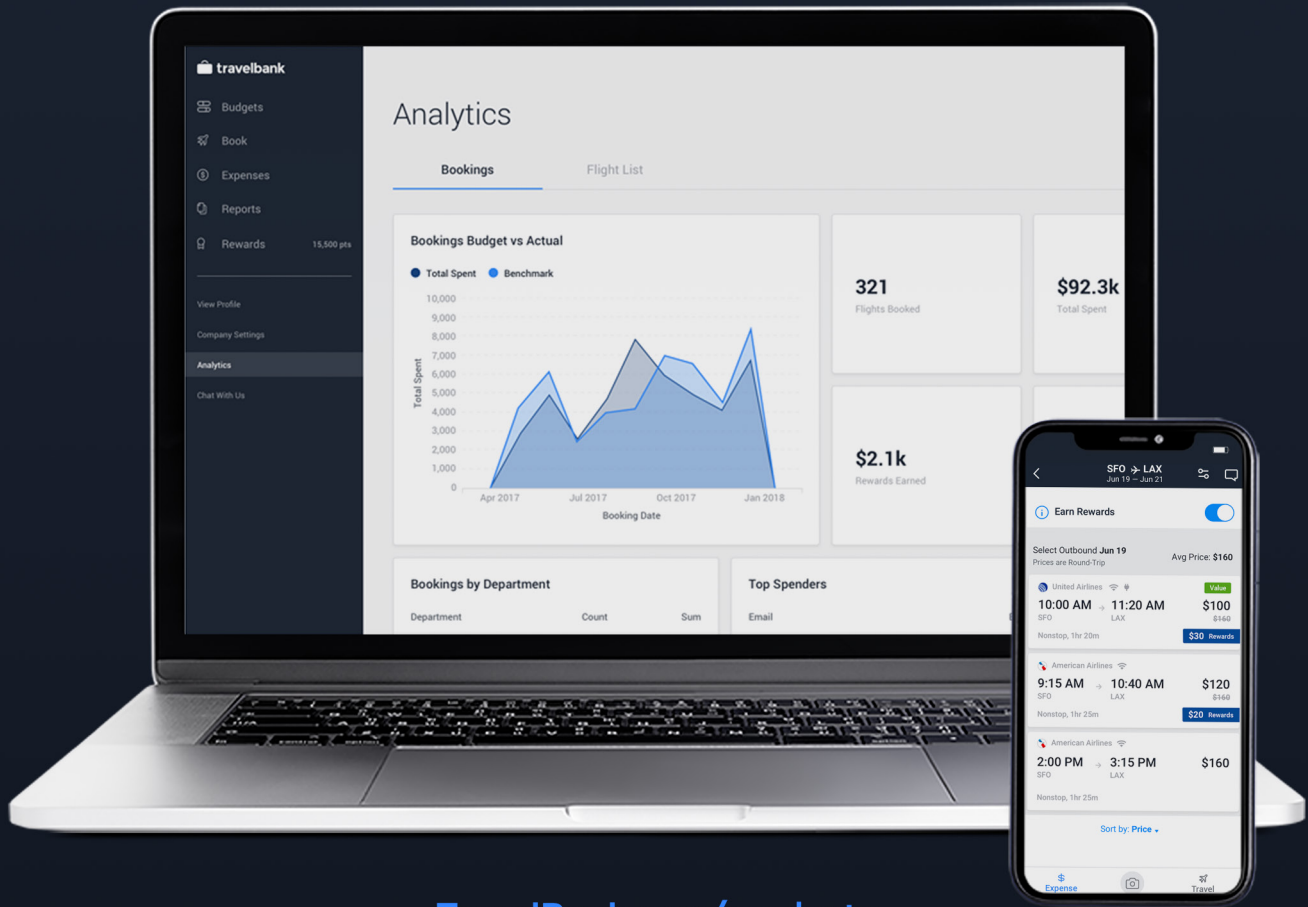 travelbank
Budgets
Book
Expenses
Reports
Rewards 15,500 pts
View Profile
Company Settings
Analytics
Chat With Us
Analytics
Bookings Flight List
Bookings Budget vs Actual
Total Spent Benchmark
10,000
9,000
8,000
7,000
6,000
5,000
4,000
3,000
2,000
1,000
0
Total Spent
Apr 2017 Jul 2017 Oct 2017 Jan 2018
Booking Date
321
Flights Booked
$92.3k
Total Spent
$2.1k
Rewards Earned
Bookings by Department
Department Count Sum
Top Spenders
Email
SFO LAX
Jun 19 ~ Jun 21
Earn Rewards
Select Outbound Jun 19
Prices are Round-Trip
Avg Price: $160
United Airlines Value
10:00 AM → 11:20 AM $100
SFO LAX $160
Nonstop, 1hr 20m $30 Rewards
American Airlines
9:15 AM → 10:40 AM $120
SFO LAX $160
Nonstop, 1hr 25m $20 Rewards
American Airlines
2:00 PM → 3:15 PM $160
SFO LAX
Nonstop, 1hr 25m
Sort by: Price
$
Expense Travel